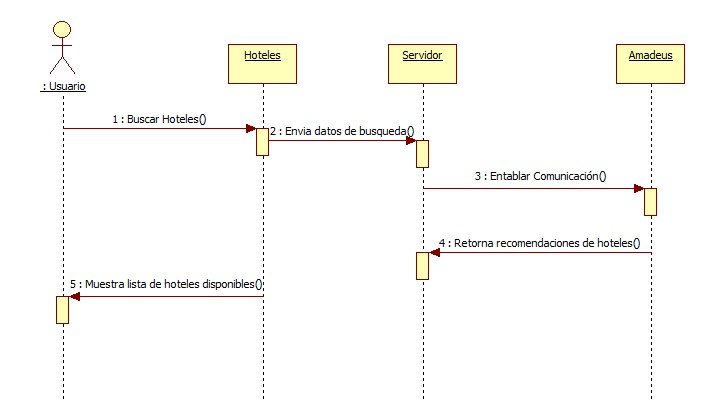 Hoteles
Servidor
Amadeus
: Usuario
1 : Buscar Hoteles()
2 : Envia datos de busqueda()
3 : Entablar Comunicación()
4 : Retorna recomendaciones de hoteles()
5 : Muestra lista de hoteles disponibles()